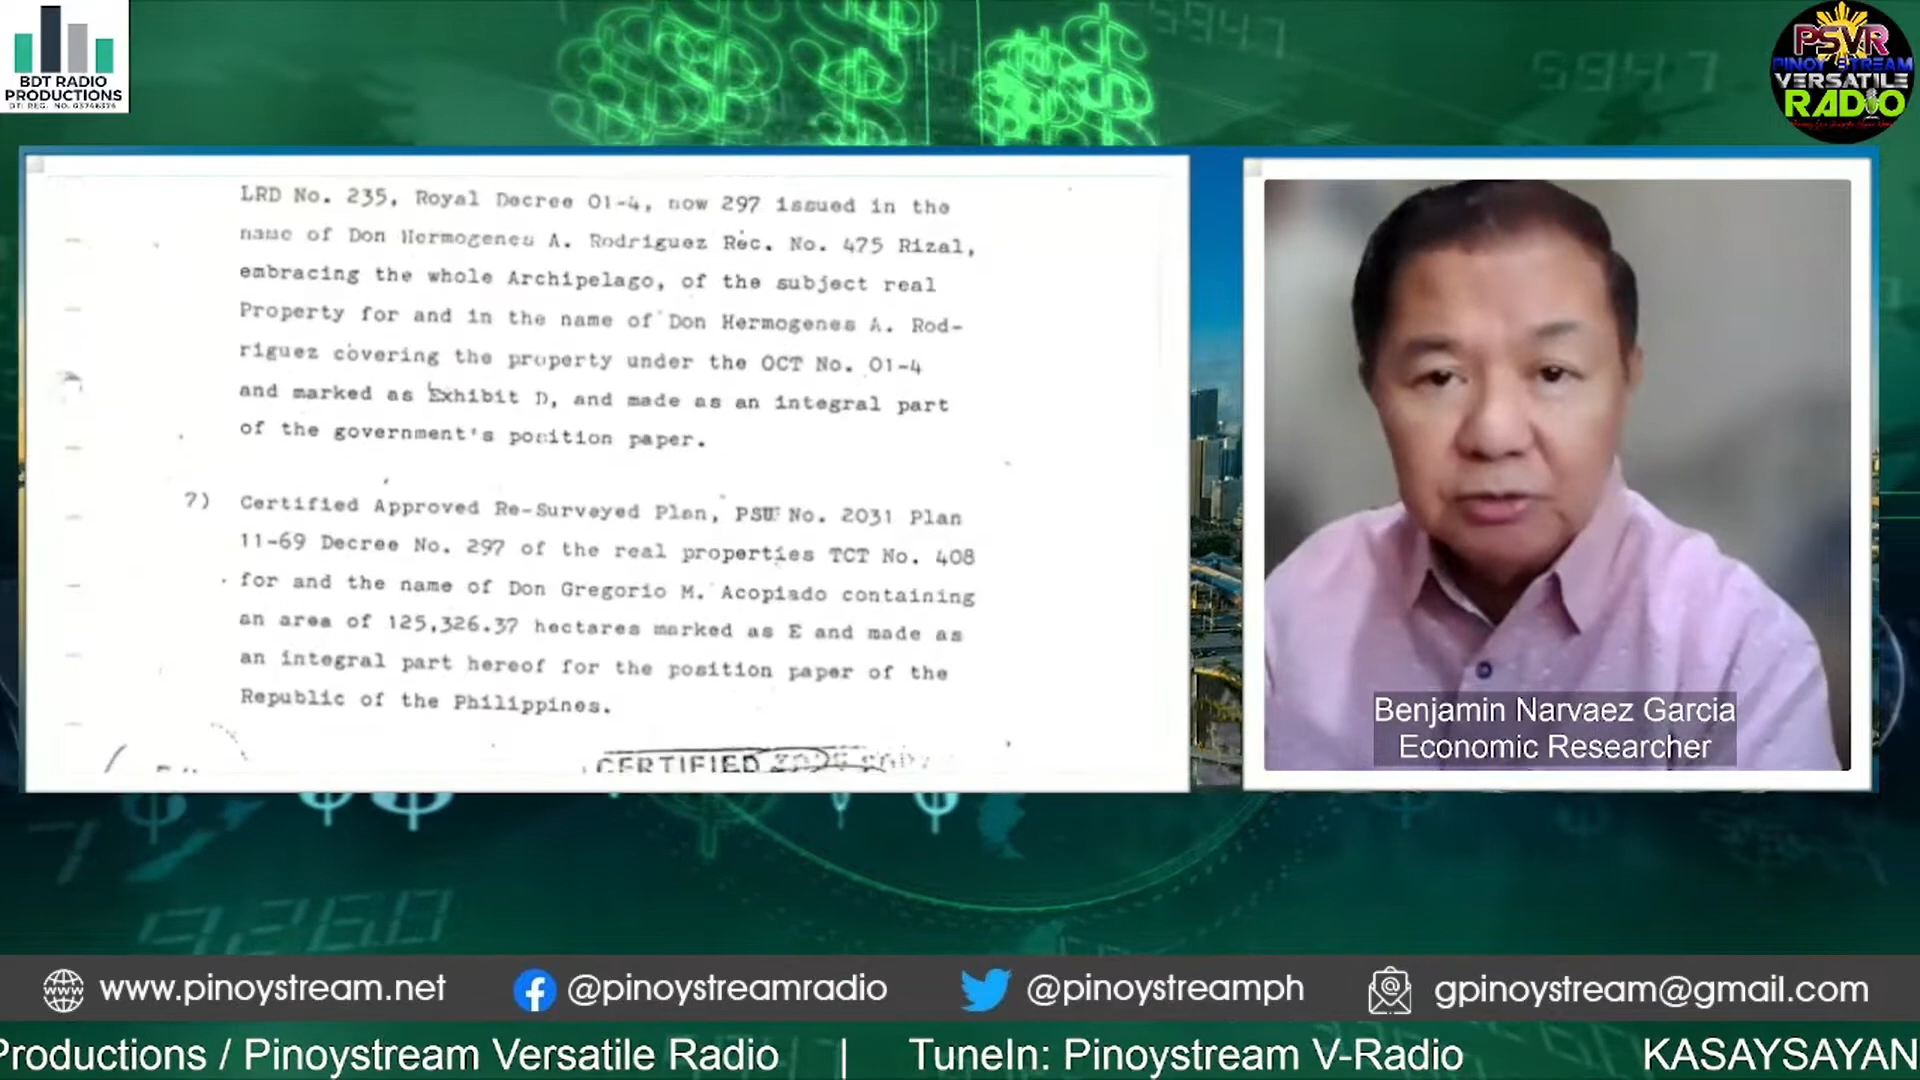 BDT RADIO
PRODUCTIONS
DTI REG. NO. 03746376
PSVR
PINOY STREAM
VERSATILE
RADIO
LRD No. 235, Royal Decree 01-4, now 297 issued in the
name of Don Hermogenes A. Rodriguez Rec. No. 475 Rizal,
embracing the whole Archipelago, of the subject real
Property for and in the name of Don Hermogenes A. Rod-
riguez covering the property under the OCT No. 01-4
and marked as Exhibit D, and made as an integral part
of the government's position paper.
7) Certified Approved Re-Surveyed Plan, PSU No. 2031 Plan
11-69 Decree No. 297 of the real properties TCT No. 408
for and the name of Don Gregorio M. Acopiado containing
an area of 125,326.37 hectares marked as E and made as
an integral part hereof for the position paper of the
Republic of the Philippines.
CERTIFIED
Benjamin Narvaez Garcia
Economic Researcher
9260
www.pinoystream.net
@pinoystreamradio
@pinoystreamph
gpinoystream@gmail.com
Productions / Pinoystream Versatile Radio | TuneIn: Pinoystream V-Radio KASAYSAYAN